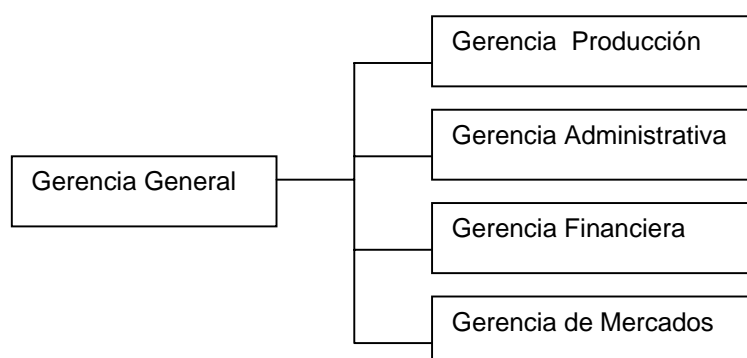 Gerencia Producción
Gerencia Administrativa
Gerencia General
Gerencia Financiera
Gerencia de Mercados